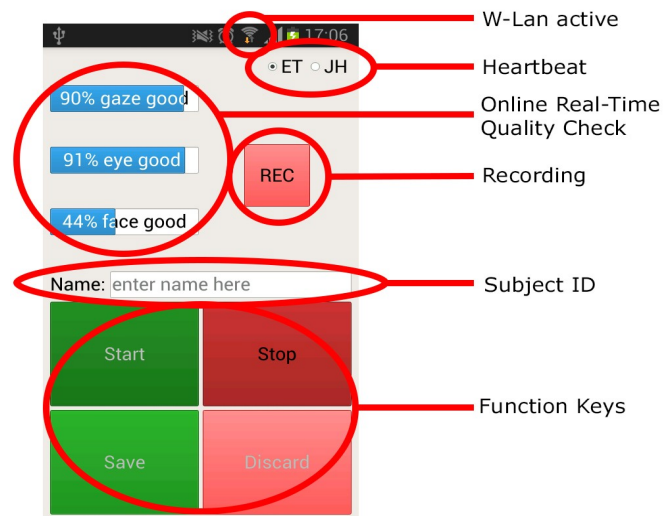 W-Lan active
17:06
ET JH
Heartbeat
90% gaze good
Online Real-Time
Quality Check
91% eye good
REC
Recording
44% face good
Name: enter name here
Subject ID
Start Stop
Function Keys
Save Discard